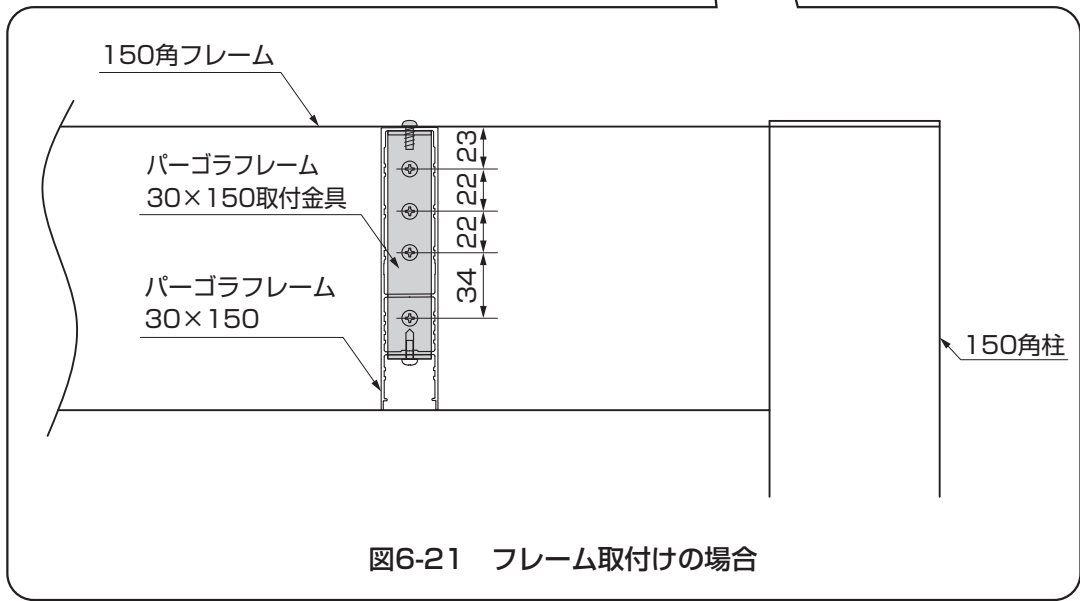 150角フレーム
パーゴラフレーム
30×150取付金具
パーゴラフレーム
30×150
23
22
22
34
150角柱
図6-21 フレーム取付けの場合